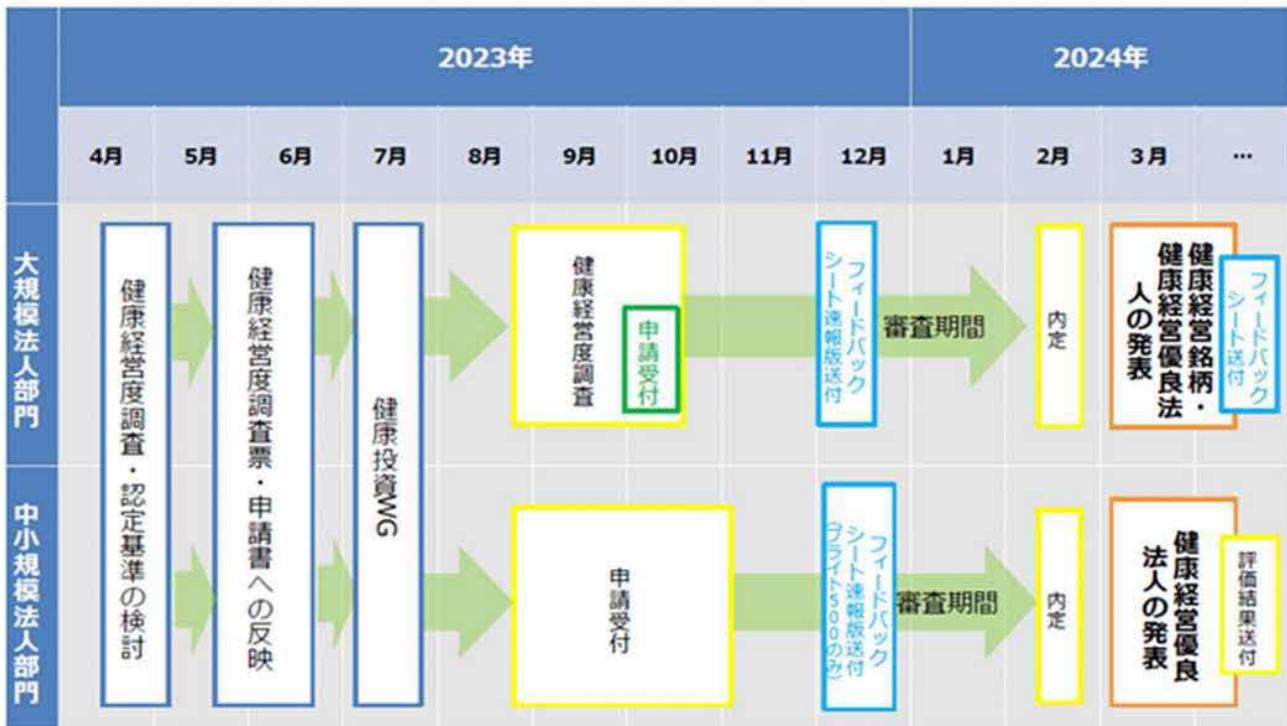 2023年
2024年
4月
5月
6月
7月
8月
9月
10月
11月
12月
1月
2月
3月
…
大規模法人部門
健康経営度調査・認定基準の検討
健康経営度調査票・申請書への反映
健康投資WG
健康経営度調査
申請受付
フィードバック
シート速報版送付
審査期間
内定
健康経営銘柄・
健康経営優良法
人の発表
フィードバック
シート送付
中小規模法人部門
申請受付
フィードバック
シート速報版送付
(ブライト500のみ)
審査期間
内定
健康経営優良
法人の発表
評価結果送付